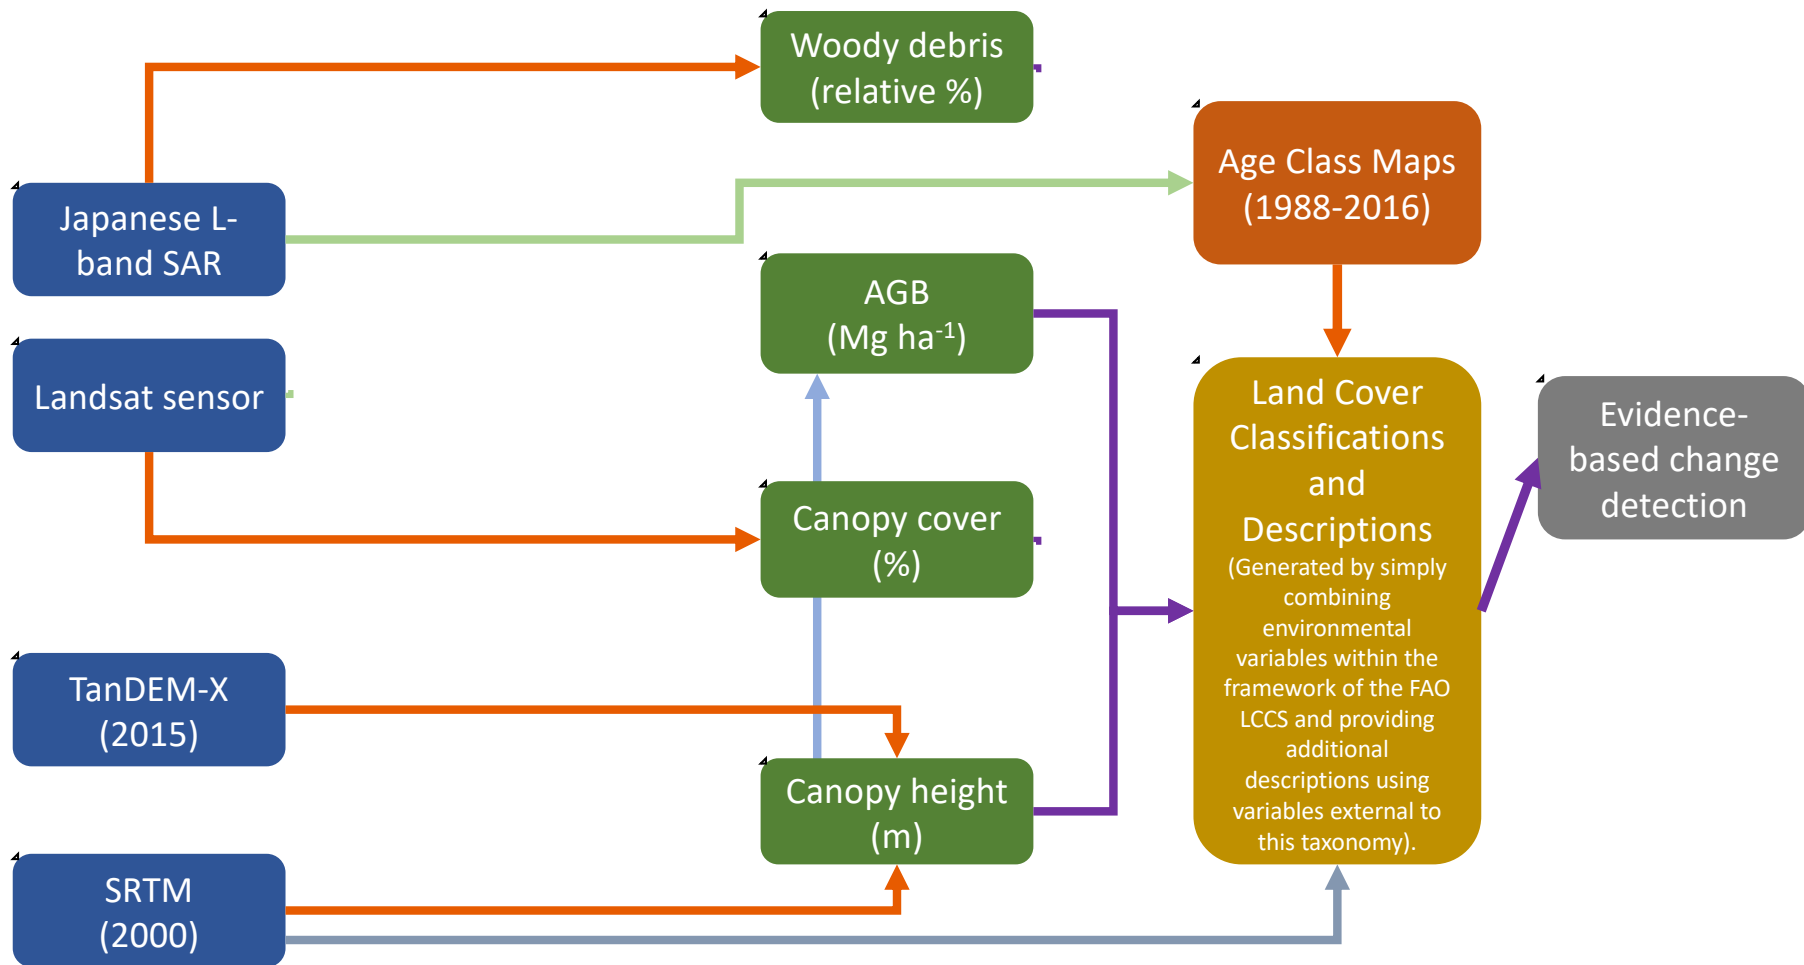 Woody debris
(relative %)
Age Class Maps
(1988-2016)
Japanese L-
band SAR
AGB
(Mg ha⁻¹)
Landsat sensor
Land Cover
Classifications
and
Descriptions
(Generated by simply
combining
environmental
variables within the
framework of the FAO
LCCS and providing
additional
descriptions using
variables external to
this taxonomy).
Evidence-
based change
detection
Canopy cover
(%)
TanDEM-X
(2015)
Canopy height
(m)
SRTM
(2000)